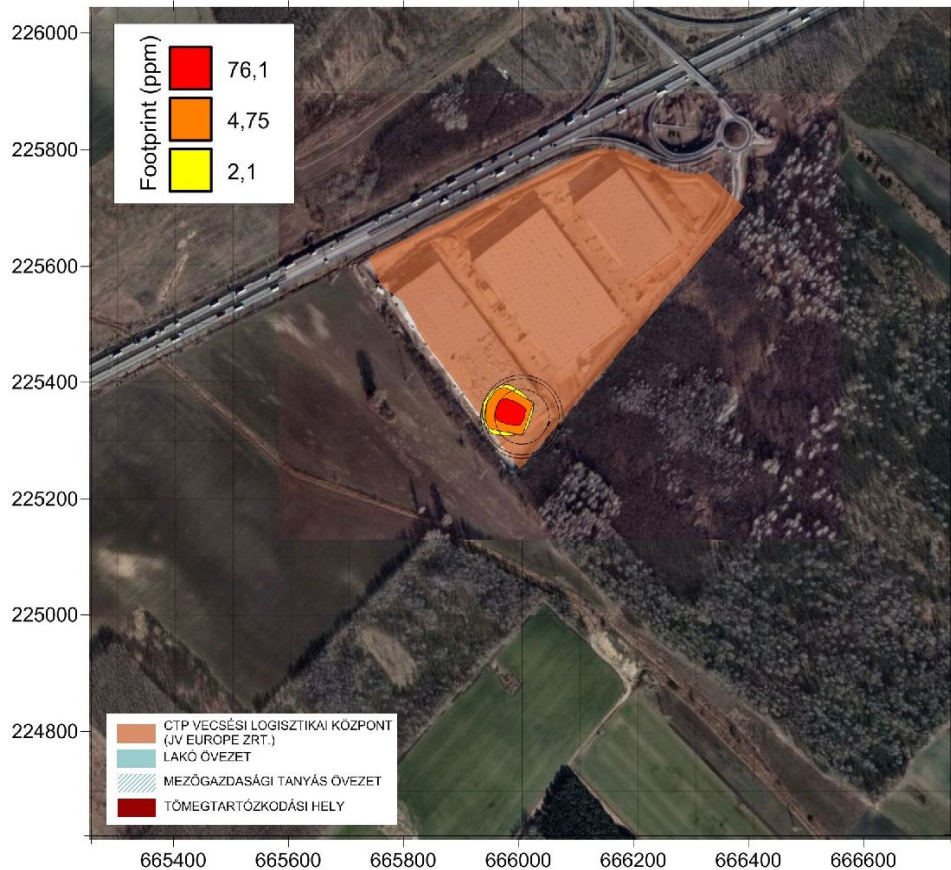 226000
225800
225600
225400
225200
225000
224800
Footprint (ppm)
76,1
4,75
2,1
CTP VECSÉSI LOGISZTIKAI KÖZPONT
(JV EUROPE ZRT.)
LAKÓ ÖVEZET
MEZŐGAZDASÁGI TANYÁS ÖVEZET
TÖMEGTARTÓZKODÁSI HELY
665400 665600 665800 666000 666200 666400 666600